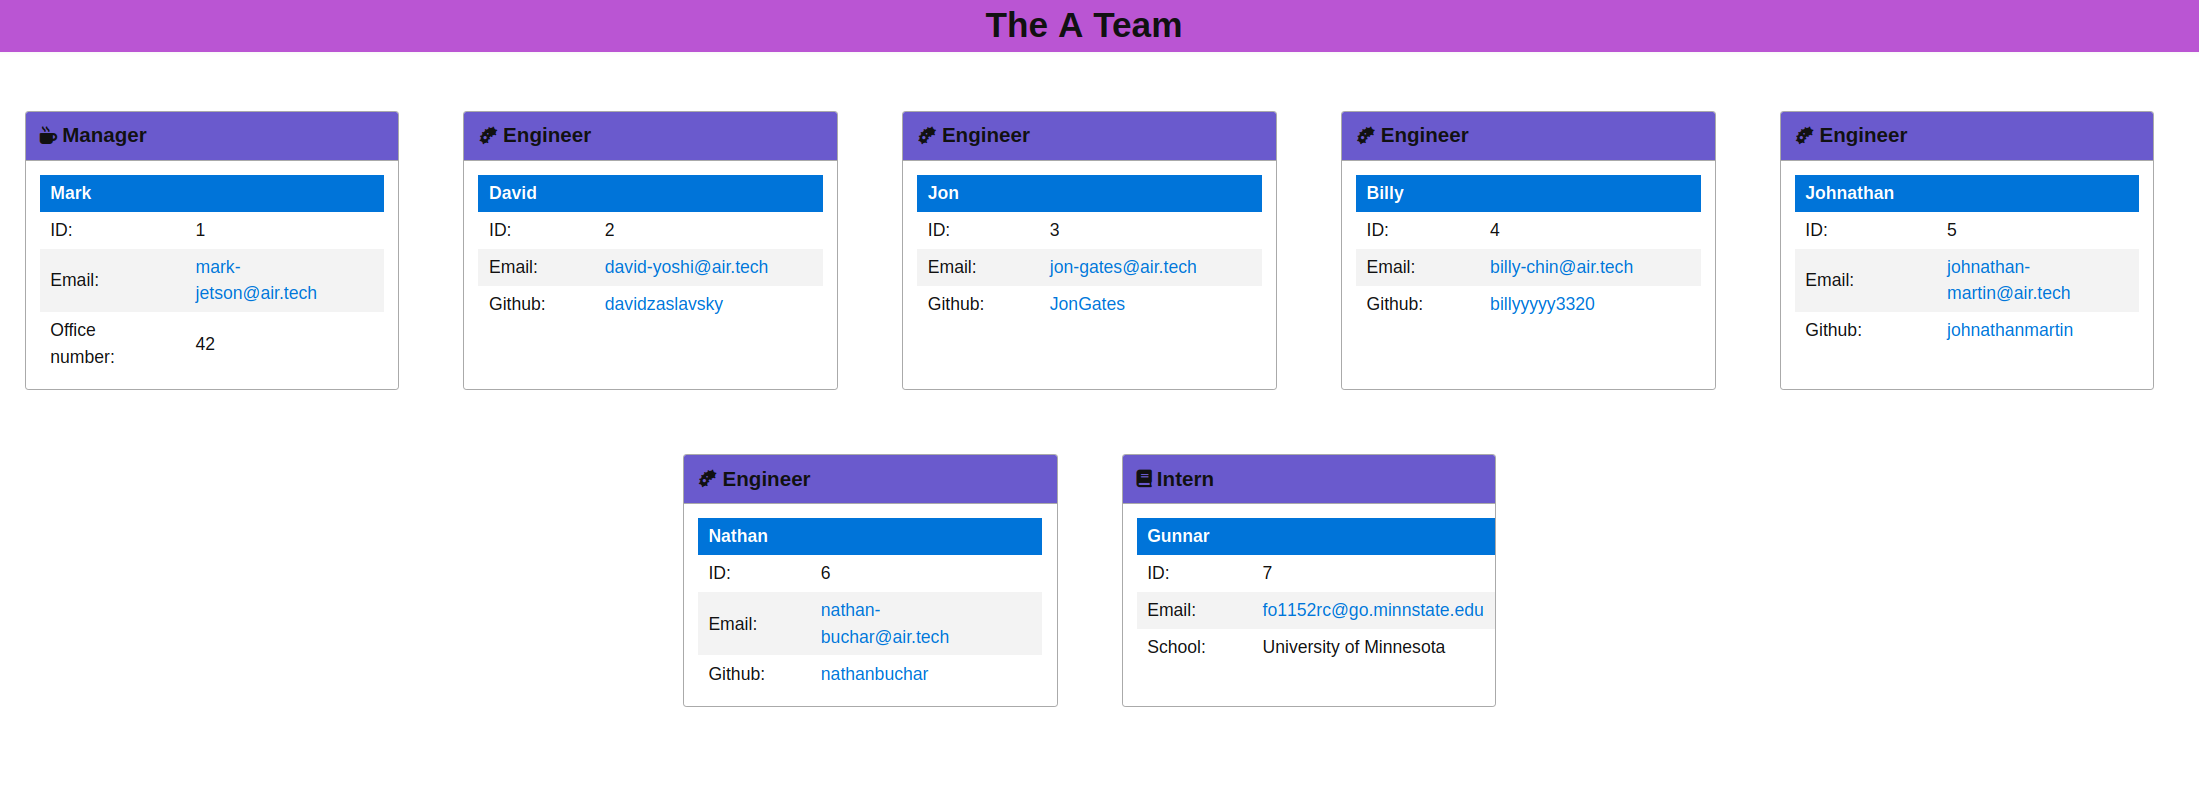 The A Team
Manager
Mark
ID: 1
Email: mark-
jetson@air.tech
Office
number: 42
Engineer
David
ID: 2
Email: david-yoshi@air.tech
Github: davidzaslavsky
Engineer
Jon
ID: 3
Email: jon-gates@air.tech
Github: JonGates
Engineer
Billy
ID: 4
Email: billy-chin@air.tech
Github: billyyyyy3320
Engineer
Johnathan
ID: 5
Email: johnathan-
martin@air.tech
Github: johnathanmartin
Engineer
Nathan
ID: 6
Email: nathan-
buchar@air.tech
Github: nathanbuchar
Intern
Gunnar
ID: 7
Email: fo1152rc@go.minnstate.edu
School: University of Minnesota